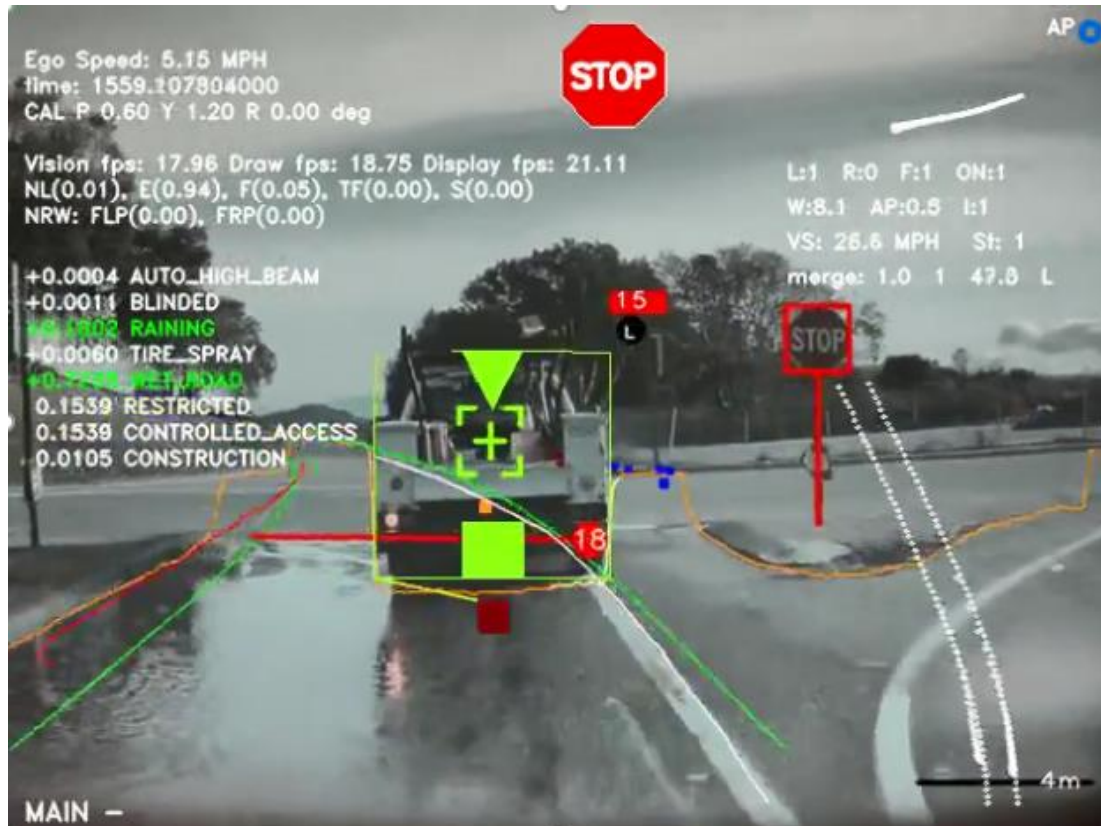 AP
STOP
Ego Speed: 5.15 MPH
time: 1559.107804000
CAL P 0.60 Y 1.20 R 0.00 deg
Vision fps: 17.96 Draw fps: 18.75 Display fps: 21.11
NL(0.01), E(0.94), F(0.05), TF(0.00), S(0.00)
NRW: FLP(0.00), FRP(0.00)
L:1 R:0 F:1 ON:1
W:8.1 AP:0.8 I:1
VS: 26.6 MPH St: 1
merge: 1.0 1 47.8 L
+0.0004 AUTO_HIGH_BEAM
+0.0011 BLINDED
RAINING
+0.0060 TIRE_SPRAY
WET_ROAD
0.1539 RESTRICTED
0.1539 CONTROLLED_ACCESS
0.0105 CONSTRUCTION
15
L
STOP
18
4m
MAIN –